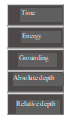 Time
Energy
Grounding
Absolute depth
Relative depth